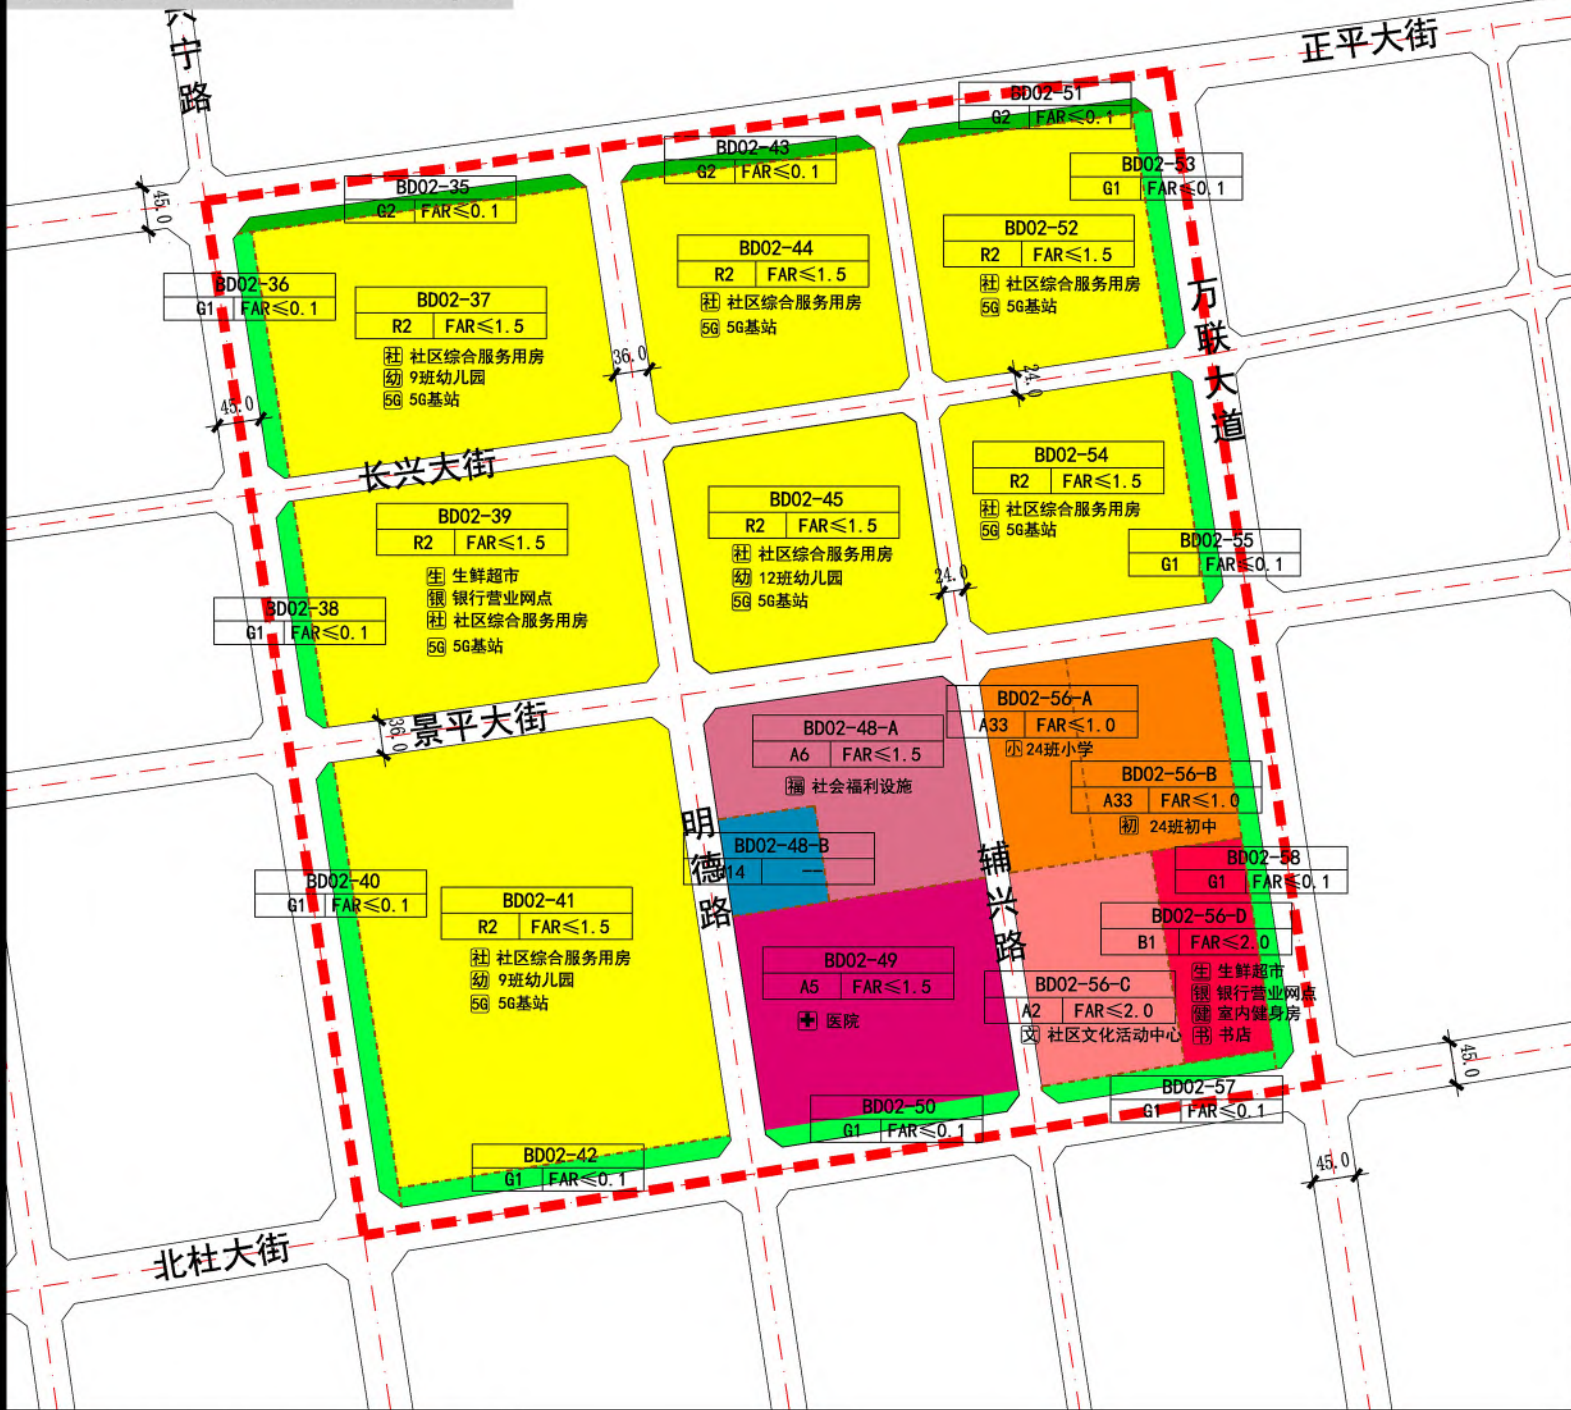 兴宁路
正平大街
BD02-51
G2 FAR≤0.1
BD02-43
G2 FAR≤0.1
BD02-53
G1 FAR≤0.1
BD02-35
G2 FAR≤0.1
45.0
BD02-52
R2 FAR≤1.5
社 社区综合服务用房
5G 5G基站
BD02-44
R2 FAR≤1.5
社 社区综合服务用房
5G 5G基站
BD02-36
G1 FAR≤0.1
BD02-37
R2 FAR≤1.5
社 社区综合服务用房
幼 9班幼儿园
5G 5G基站
万联大道
36.0
24.0
45.0
长兴大街
BD02-54
R2 FAR≤1.5
社 社区综合服务用房
5G 5G基站
BD02-45
R2 FAR≤1.5
社 社区综合服务用房
幼 12班幼儿园
5G 5G基站
BD02-39
R2 FAR≤1.5
生 生鲜超市
银 银行营业网点
社 社区综合服务用房
5G 5G基站
BD02-55
G1 FAR≤0.1
24.0
BD02-38
G1 FAR≤0.1
36.0
景平大街
BD02-56-A
A33 FAR≤1.0
小 24班小学
BD02-48-A
A6 FAR≤1.5
福 社会福利设施
BD02-56-B
A33 FAR≤1.0
初 24班初中
明德路
BD02-48-B
14 --
辅兴路
BD02-58
G1 FAR≤0.1
BD02-40
G1 FAR≤0.1
BD02-41
R2 FAR≤1.5
社 社区综合服务用房
幼 9班幼儿园
5G 5G基站
BD02-56-D
B1 FAR≤2.0
生 生鲜超市
银 银行营业网点
健 室内健身房
书 书店
BD02-49
A5 FAR≤1.5
医院
BD02-56-C
A2 FAR≤2.0
文 社区文化活动中心
45.0
BD02-57
G1 FAR≤0.1
BD02-50
G1 FAR≤0.1
BD02-42
G1 FAR≤0.1
45.0
北杜大街